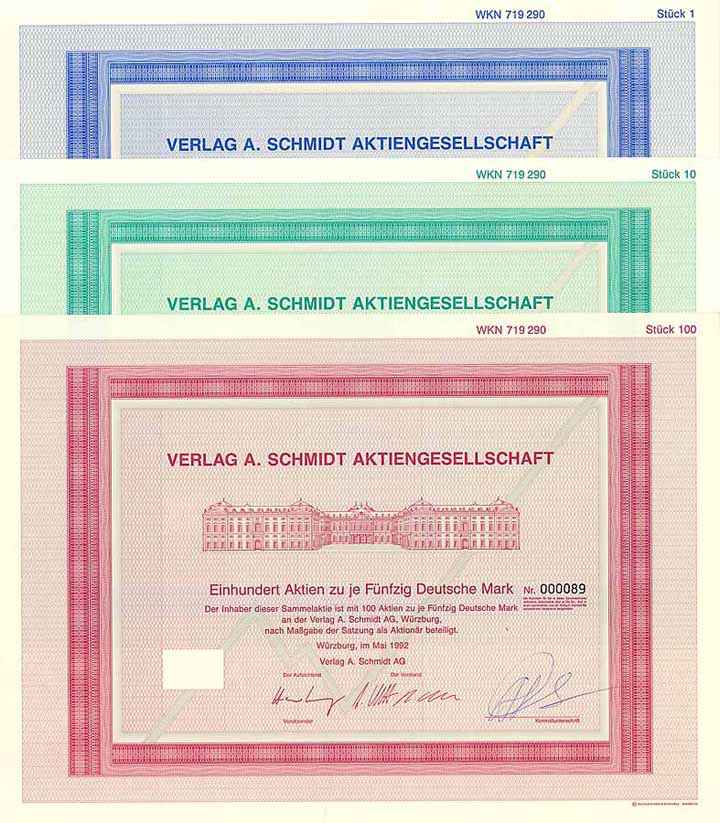 WKN 719 290 Stück 1
VERLAG A. SCHMIDT AKTIENGESELLSCHAFT
WKN 719 290 Stück 10
VERLAG A. SCHMIDT AKTIENGESELLSCHAFT
WKN 719 290 Stück 100
VERLAG A. SCHMIDT AKTIENGESELLSCHAFT
Einhundert Aktien zu je Fünfzig Deutsche Mark Nr. 000089
Der Inhaber dieser Sammelaktie ist mit 100 Aktien zu je Fünfzig Deutsche Mark
an der Verlag A. Schmidt AG, Würzburg,
nach Maßgabe der Satzung als Aktionär beteiligt.
Würzburg, im Mai 1992
Verlag A. Schmidt AG
Der Aufsichtsrat Der Vorstand
Vorsitzender Kontrollunterschrift